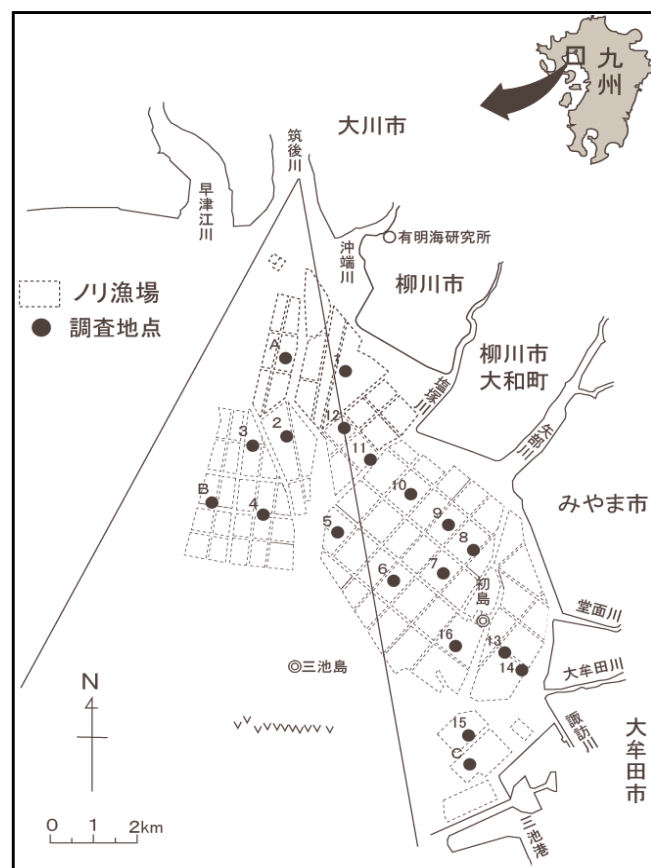 九州
大川市
筑後川
早津江川
沖端川
有明海研究所
柳川市
ノリ漁場
調査地点
柳川市
大和町
塩塚川
矢部川
みやま市
A
1
2
3
12
11
B
4
10
5
9
8
6
7
初島
堂面川
16
13
14
大牟田川
三池島
諏訪川
大牟田市
15
C
三池港
N
0 1 2km